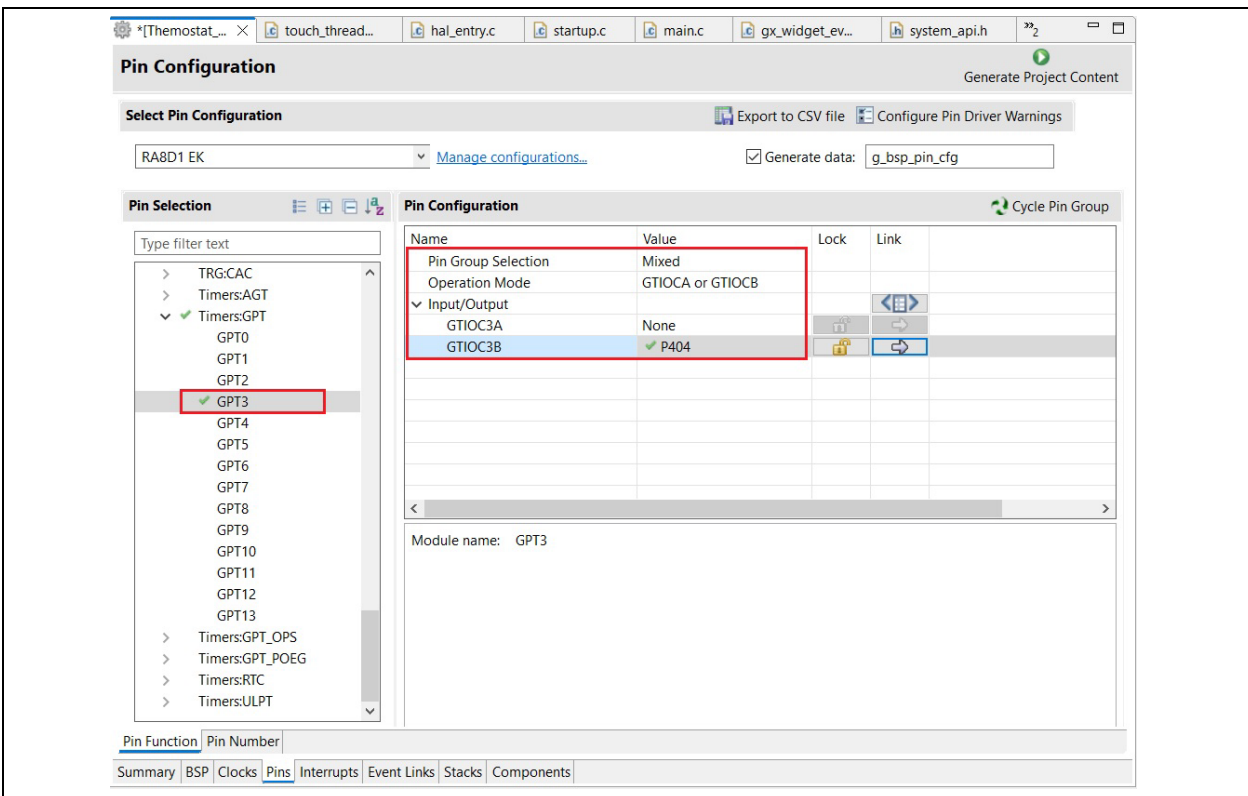 *[Themostat_... touch_thread... hal_entry.c startup.c main.c gx_widget_ev... system_api.h »2
Pin Configuration
Generate Project Content
Select Pin Configuration Export to CSV file Configure Pin Driver Warnings
RA8D1 EK Manage configurations... Generate data: g_bsp_pin_cfg
Pin Selection
Type filter text
TRG:CAC
Timers:AGT
Timers:GPT
GPT0
GPT1
GPT2
GPT3
GPT4
GPT5
GPT6
GPT7
GPT8
GPT9
GPT10
GPT11
GPT12
GPT13
Timers:GPT_OPS
Timers:GPT_POEG
Timers:RTC
Timers:ULPT
Pin Configuration Cycle Pin Group
Name Value Lock Link
Pin Group Selection Mixed
Operation Mode GTIOCA or GTIOCB
Input/Output
GTIOC3A None
GTIOC3B P404
Module name: GPT3
Pin Function Pin Number
Summary BSP Clocks Pins Interrupts Event Links Stacks Components